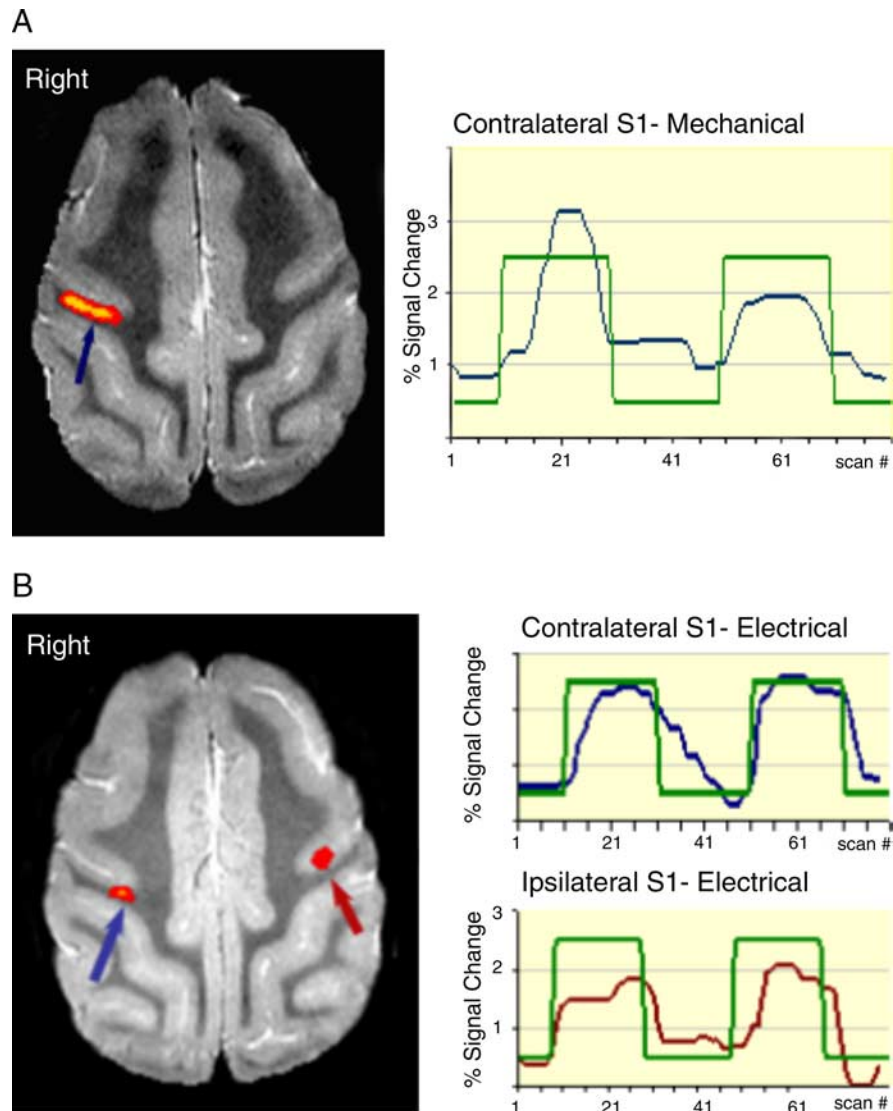 A
Right
Contralateral S1- Mechanical
% Signal Change
3
2
1
1 21 41 61 scan #
B
Right
Contralateral S1- Electrical
% Signal Change
1 21 41 61 scan #
Ipsilateral S1- Electrical
% Signal Change
3
2
1
1 21 41 61 scan #